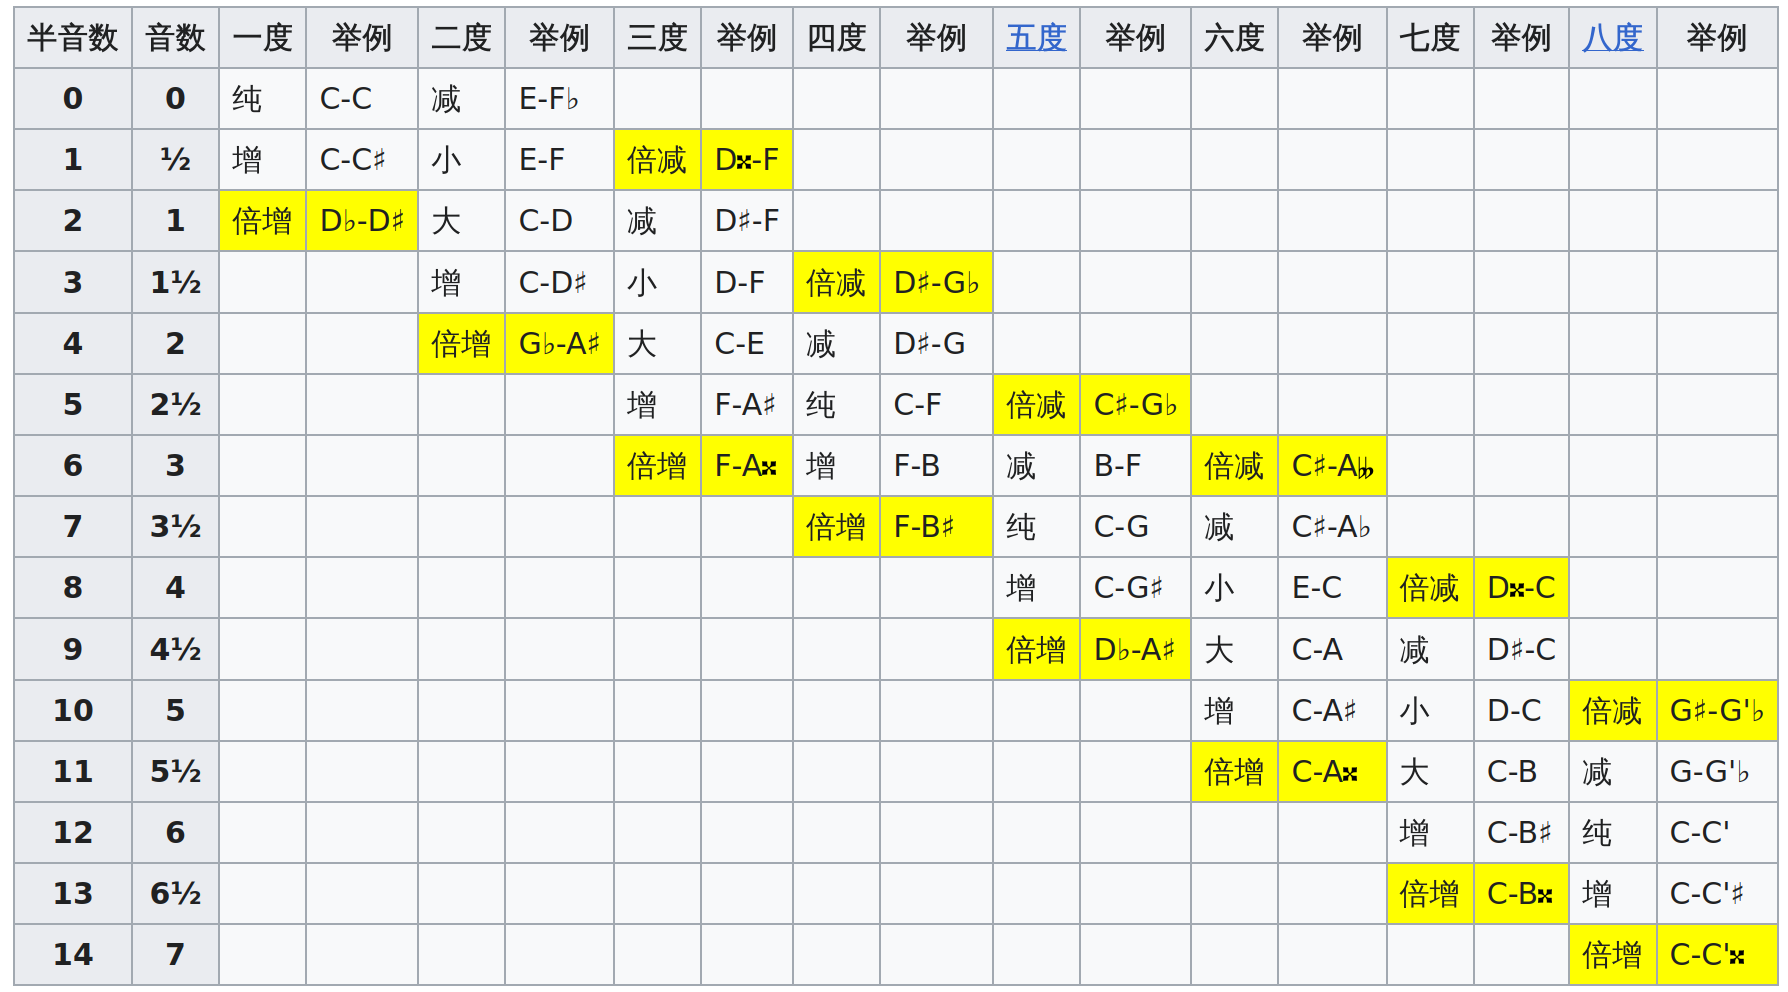 半音数 音数 一度 举例 二度 举例 三度 举例 四度 举例 五度 举例 六度 举例 七度 举例 八度 举例
0 0 纯 C-C 减 E-F♭
1 ½ 增 C-C♯ 小 E-F 倍减 D𝄪-F
2 1 倍增 D♭-D♯ 大 C-D 减 D♯-F
3 1½ 增 C-D♯ 小 D-F 倍减 D♯-G♭
4 2 倍增 G♭-A♯ 大 C-E 减 D♯-G
5 2½ 增 F-A♯ 纯 C-F 倍减 C♯-G♭
6 3 倍增 F-A𝄪 增 F-B 减 B-F 倍减 C♯-A𝄫
7 3½ 倍增 F-B♯ 纯 C-G 减 C♯-A♭
8 4 增 C-G♯ 小 E-C 倍减 D𝄪-C
9 4½ 倍增 D♭-A♯ 大 C-A 减 D♯-C
10 5 增 C-A♯ 小 D-C 倍减 G♯-G'♭
11 5½ 倍增 C-A𝄪 大 C-B 减 G-G'♭
12 6 增 C-B♯ 纯 C-C'
13 6½ 倍增 C-B𝄪 增 C-C'♯
14 7 倍增 C-C'𝄪